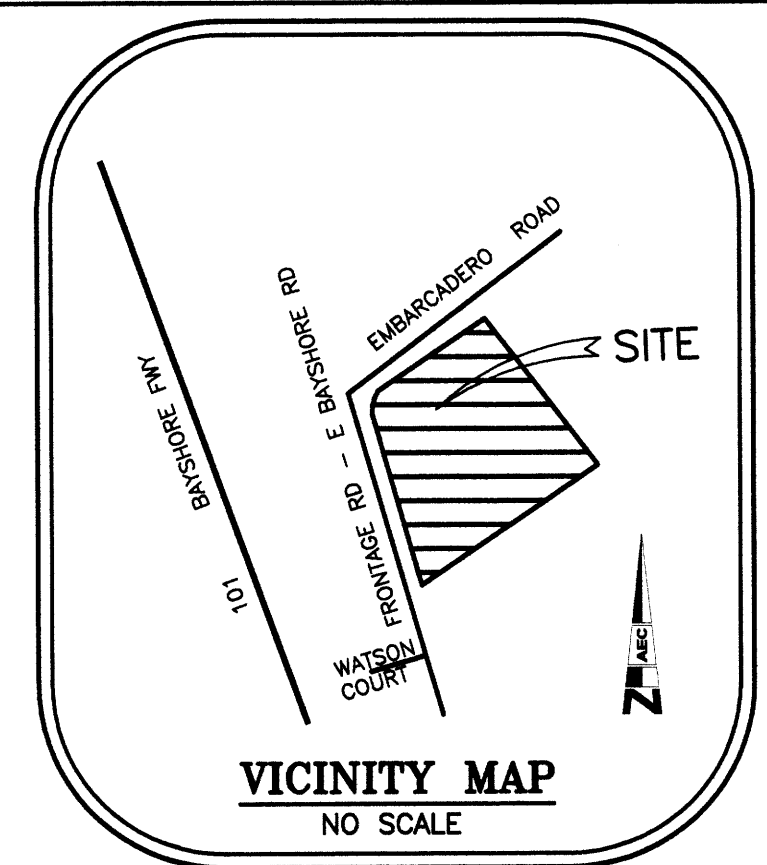 EMBARCADERO ROAD
SITE
FRONTAGE RD - E BAYSHORE RD
BAYSHORE FWY
101
WATSON
COURT
AEC
N
VICINITY MAP
NO SCALE